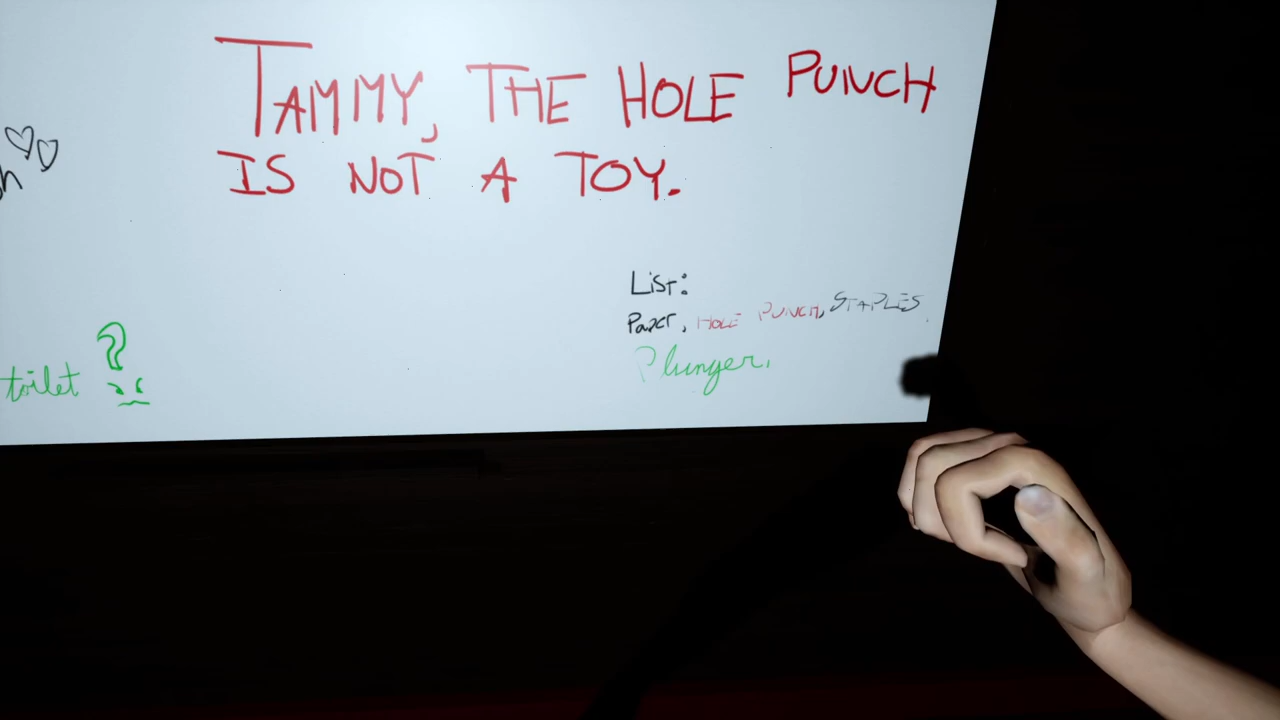 TAMMY, THE HOLE PUNCH
IS NOT A TOY.
LIST:
Paper, HOLE PUNCH, STAPLES,
Plunger,
toilet ?